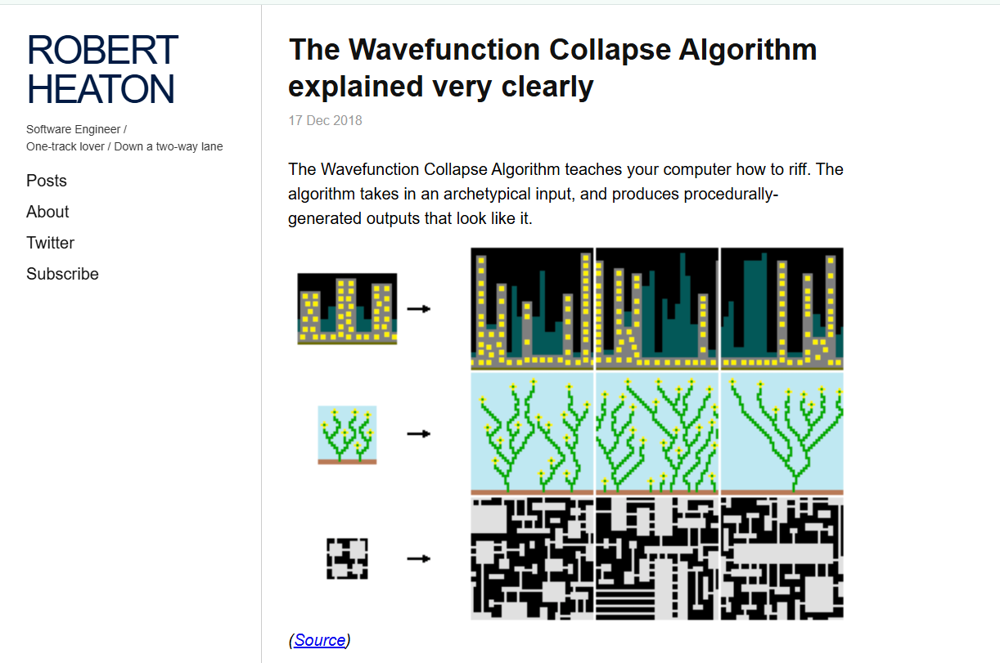 ROBERT
HEATON
Software Engineer /
One-track lover / Down a two-way lane
Posts
About
Twitter
Subscribe
The Wavefunction Collapse Algorithm
explained very clearly
17 Dec 2018
The Wavefunction Collapse Algorithm teaches your computer how to riff. The
algorithm takes in an archetypical input, and produces procedurally-
generated outputs that look like it.
(Source)